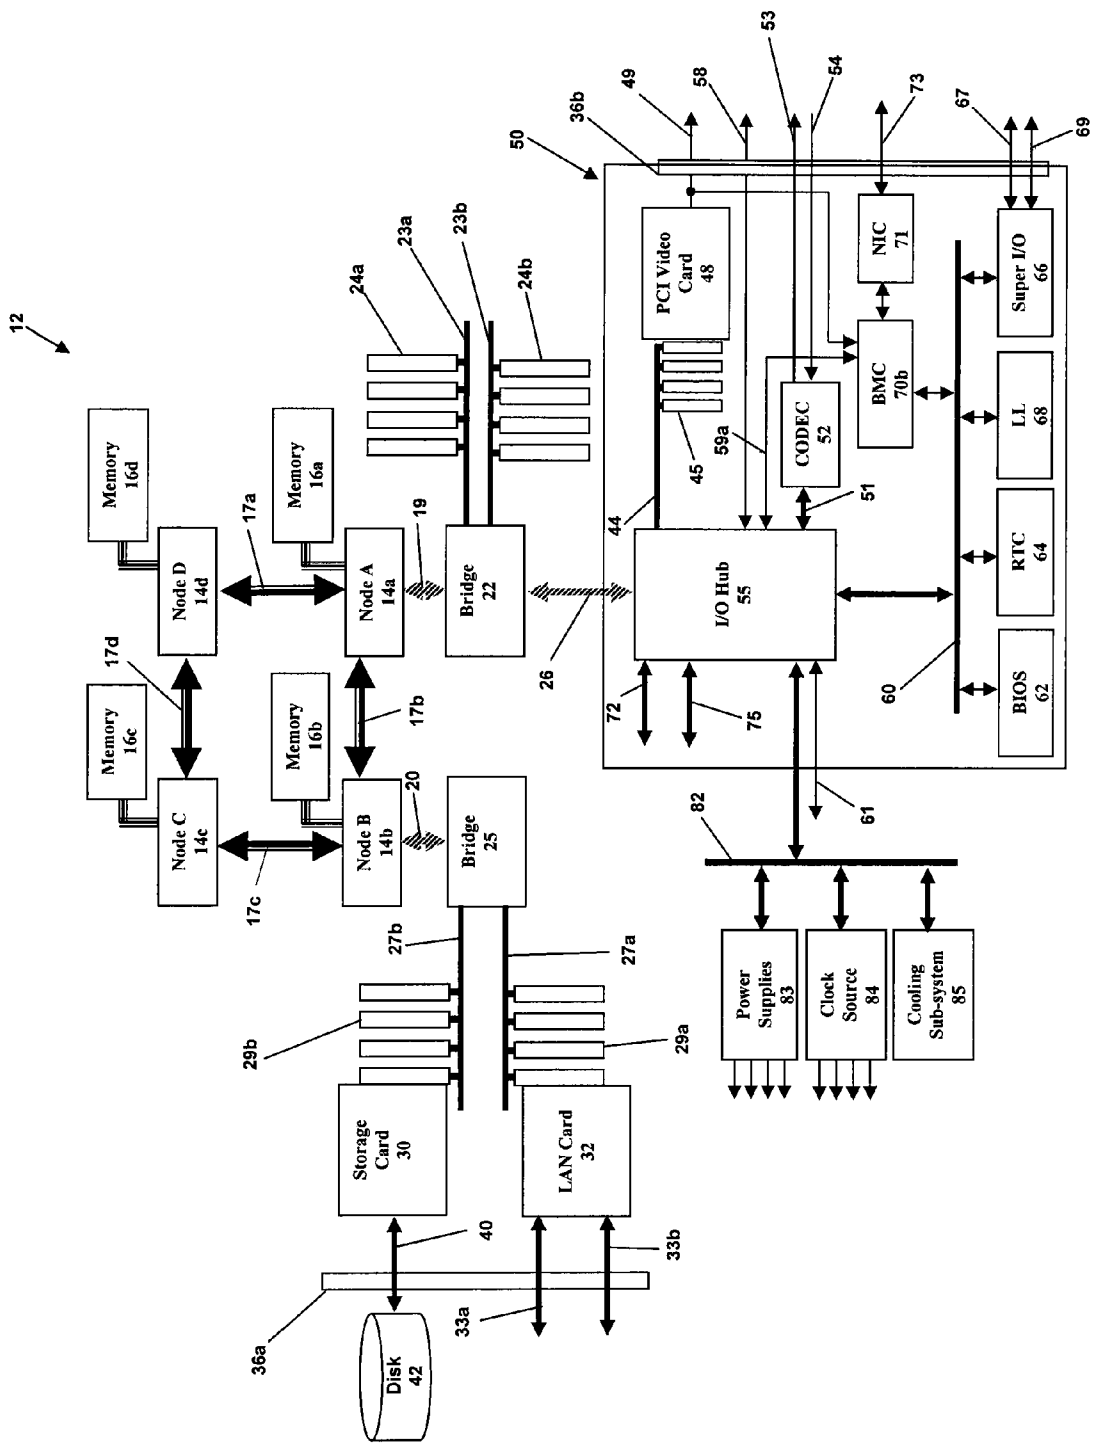 12
Memory
16c
Memory
16d
17d
Node C
14c
Node D
14d
17c
17a
36a
29b
Memory
16b
Memory
16a
24a
Disk
42
Storage
Card
30
27b
Node B
14b
17b
Node A
14a
23a
20
19
23b
33a
40
Bridge
25
Bridge
22
24b
LAN Card
32
27a
26
50
36b
33b
29a
72
44
49
45
PCI Video
Card
48
82
75
I/O Hub
55
59a
58
Power
Supplies
83
CODEC
52
53
61
51
54
Clock
Source
84
60
BMC
70b
NIC
71
73
Cooling
Sub-system
85
67
BIOS
62
RTC
64
LL
68
Super I/O
66
69